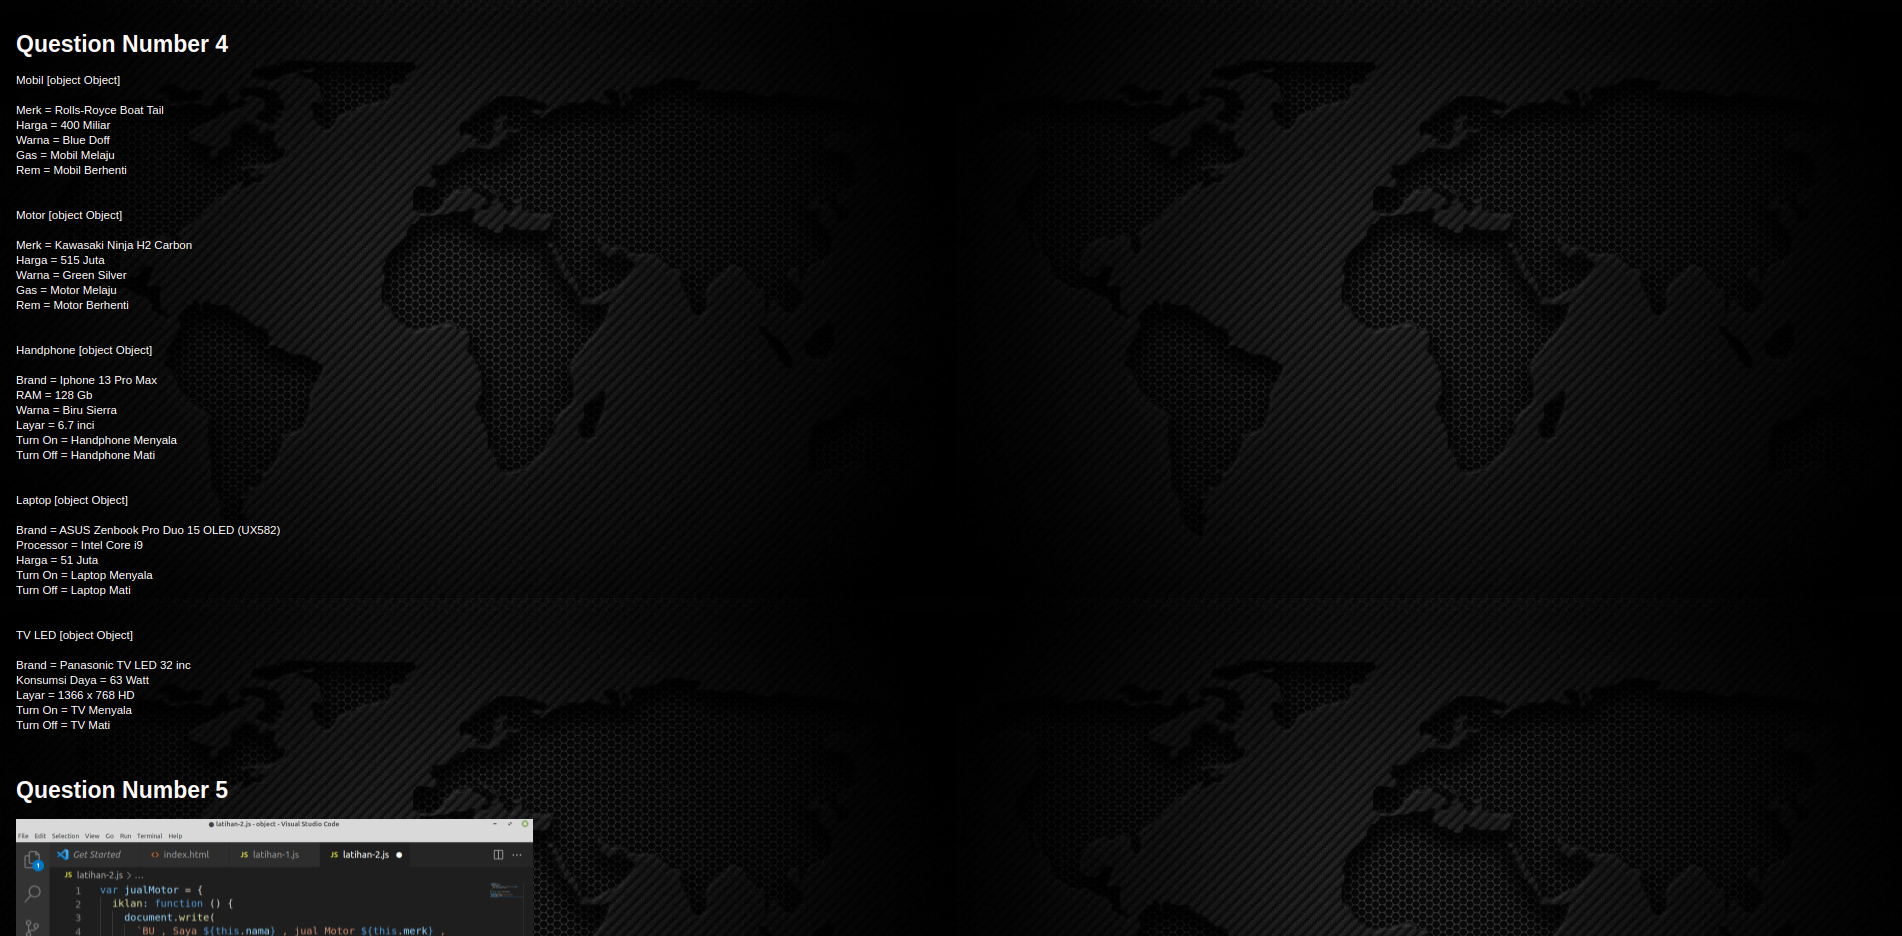 Question Number 4
Mobil [object Object]
Merk = Rolls-Royce Boat Tail
Harga = 400 Miliar
Warna = Blue Doff
Gas = Mobil Melaju
Rem = Mobil Berhenti
Motor [object Object]
Merk = Kawasaki Ninja H2 Carbon
Harga = 515 Juta
Warna = Green Silver
Gas = Motor Melaju
Rem = Motor Berhenti
Handphone [object Object]
Brand = Iphone 13 Pro Max
RAM = 128 Gb
Warna = Biru Sierra
Layar = 6.7 inci
Turn On = Handphone Menyala
Turn Off = Handphone Mati
Laptop [object Object]
Brand = ASUS Zenbook Pro Duo 15 OLED (UX582)
Processor = Intel Core i9
Harga = 51 Juta
Turn On = Laptop Menyala
Turn Off = Laptop Mati
TV LED [object Object]
Brand = Panasonic TV LED 32 inc
Konsumsi Daya = 63 Watt
Layar = 1366 x 768 HD
Turn On = TV Menyala
Turn Off = TV Mati
Question Number 5
● latihan-2.js - object - Visual Studio Code
File Edit Selection View Go Run Terminal Help
Get Started <> index.html JS latihan-1.js JS latihan-2.js ●
1
JS latihan-2.js > ...
1 var jualMotor = {
2 iklan: function () {
3 document.write(
4 `BU , Saya ${this.nama} , jual Motor ${this.merk} ,